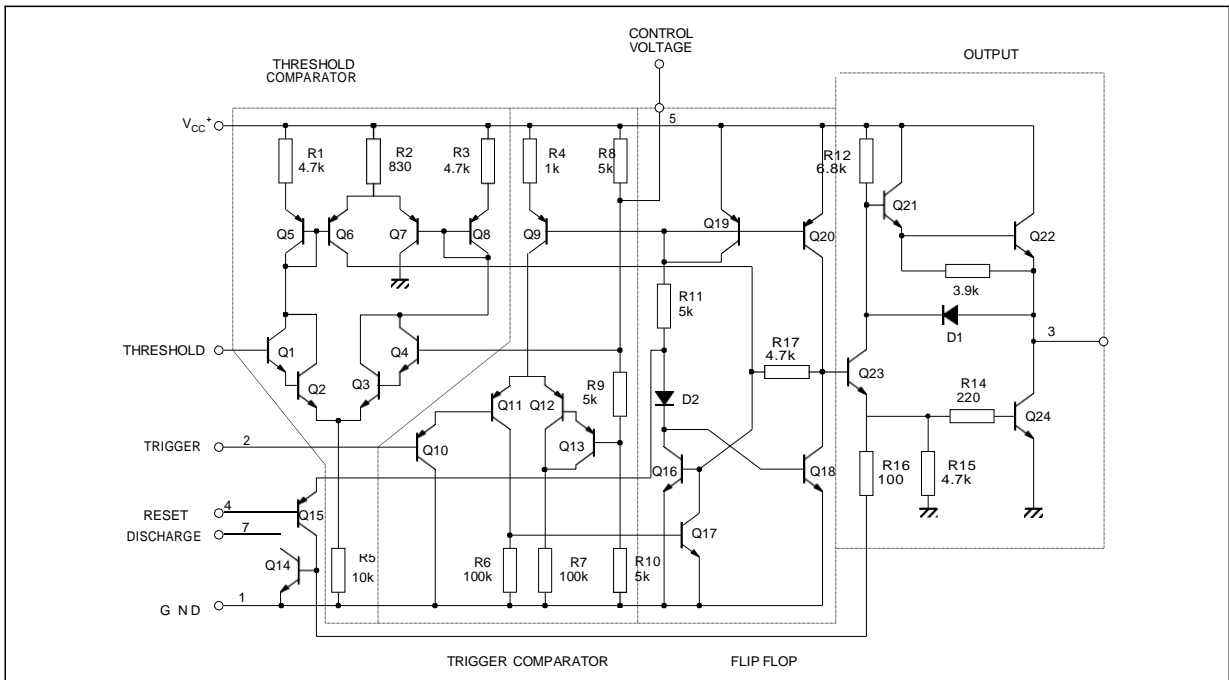 CONTROL
VOLTAGE
THRESHOLD
COMPARATOR
OUTPUT
VCC+
5
R1
4.7k
R2
830
R3
4.7k
R4
1k
R8
5k
R12
6.8k
Q5
Q6
Q7
Q8
Q9
Q19
Q20
Q21
Q22
3.9k
R11
5k
D1
3
THRESHOLD
Q1
Q2
Q3
Q4
R17
4.7k
Q23
R14
220
Q24
Q11
Q12
R9
5k
D2
Q13
TRIGGER
2
Q10
Q16
Q18
R16
100
R15
4.7k
RESET
4
Q15
DISCHARGE
7
Q17
Q14
R5
10k
R6
100k
R7
100k
R10
5k
G ND
1
TRIGGER COMPARATOR
FLIP FLOP